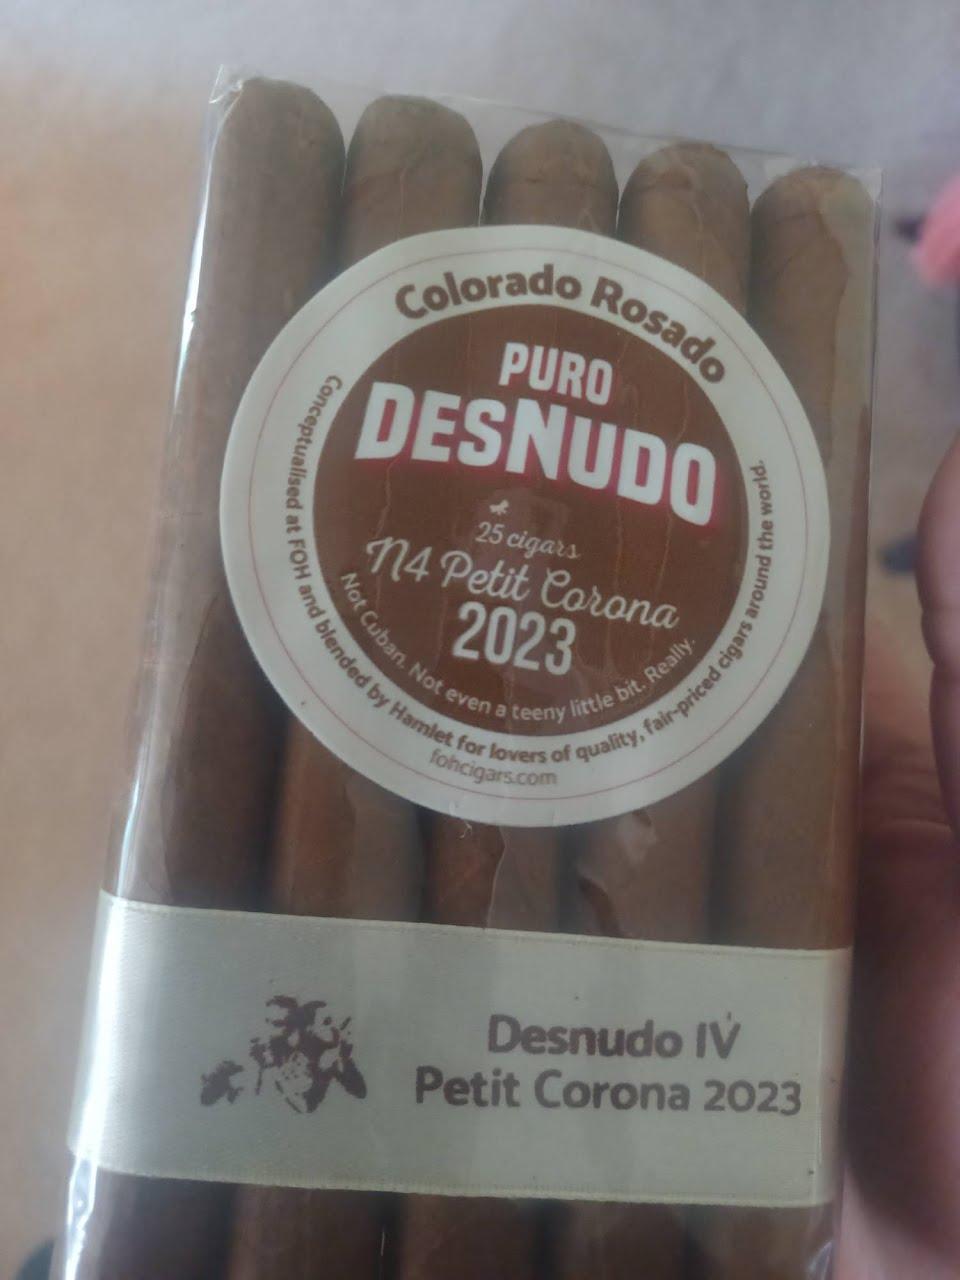 Colorado Rosado
PURO
DESNUDO
25 cigars
N4 Petit Corona
2023
Not Cuban. Not even a teeny little bit. Really.
Conceptualised at FOH and blended by Hamlet for lovers of quality, fair-priced cigars around the world.
fohcigars.com
Desnudo IV
Petit Corona 2023